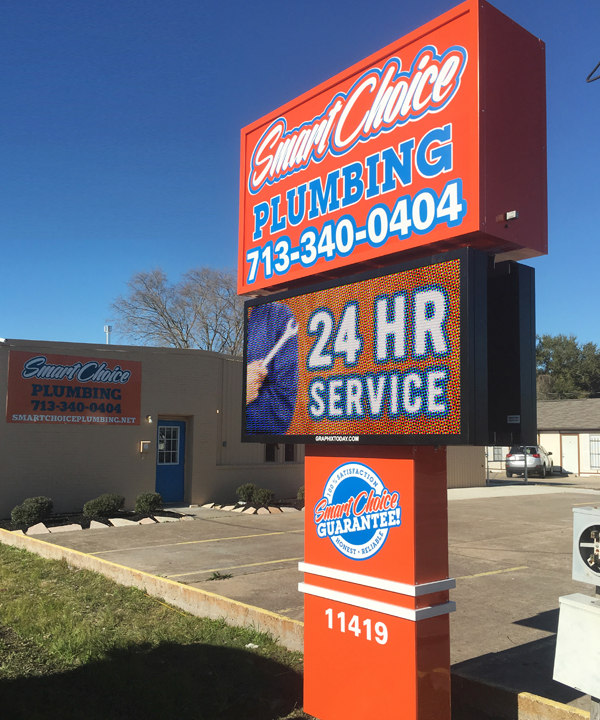 Smart Choice
PLUMBING
713-340-0404
24 HR
SERVICE
GRAPHIXTODAY.COM
100% SATISFACTION
Smart Choice
GUARANTEE!
HONEST • RELIABLE
11419
Smart Choice
PLUMBING
713-340-0404
SMARTCHOICEPLUMBING.NET